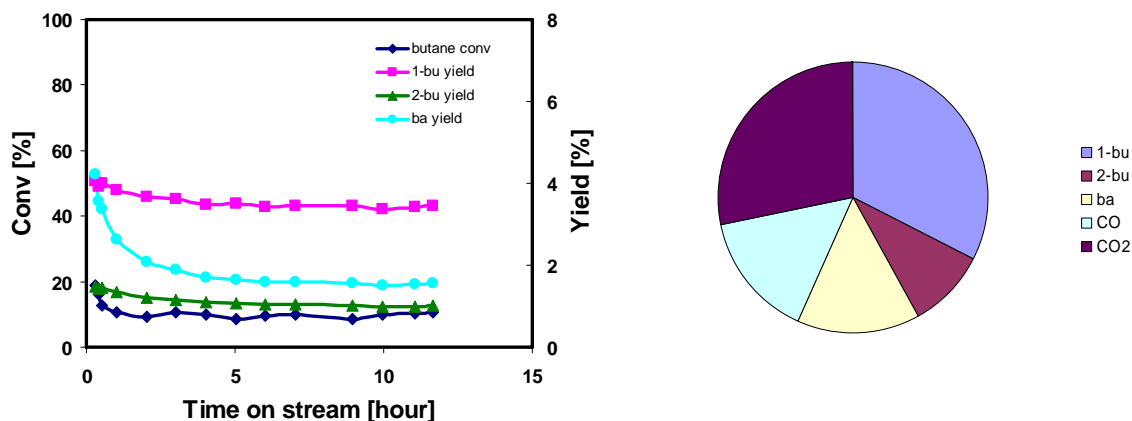 100
80
60
40
20
0
Conv [%]
0
5
10
15
Time on stream [hour]
8
6
4
2
0
Yield [%]
butane conv
1-bu yield
2-bu yield
ba yield
1-bu
2-bu
ba
CO
CO2